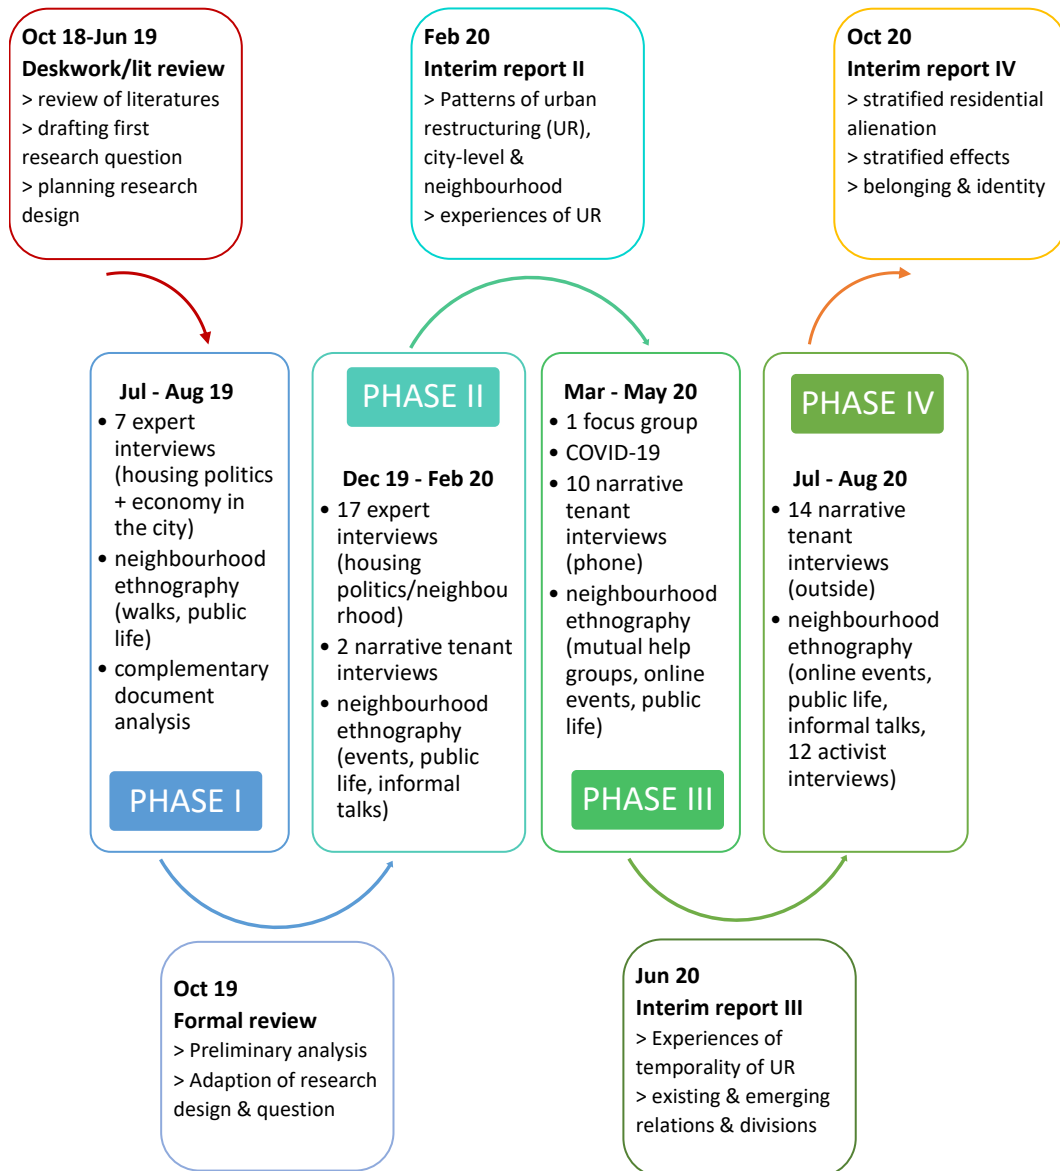 Oct 18-Jun 19
Deskwork/lit review
> review of literatures
> drafting first
research question
> planning research
design
Feb 20
Interim report II
> Patterns of urban
restructuring (UR),
city-level &
neighbourhood
> experiences of UR
Oct 20
Interim report IV
> stratified residential
alienation
> stratified effects
> belonging & identity
Jul - Aug 19
• 7 expert
interviews
(housing politics
+ economy in
the city)
• neighbourhood
ethnography
(walks, public
life)
• complementary
document
analysis
PHASE I
PHASE II
Dec 19 - Feb 20
• 17 expert
interviews
(housing
politics/neighbou
rhood)
• 2 narrative tenant
interviews
• neighbourhood
ethnography
(events, public
life, informal
talks)
Mar - May 20
• 1 focus group
• COVID-19
• 10 narrative
tenant
interviews
(phone)
• neighbourhood
ethnography
(mutual help
groups, online
events, public
life)
PHASE III
PHASE IV
Jul - Aug 20
• 14 narrative
tenant
interviews
(outside)
• neighbourhood
ethnography
(online events,
public life,
informal talks,
12 activist
interviews)
Oct 19
Formal review
> Preliminary analysis
> Adaption of research
design & question
Jun 20
Interim report III
> Experiences of
temporality of UR
> existing & emerging
relations & divisions